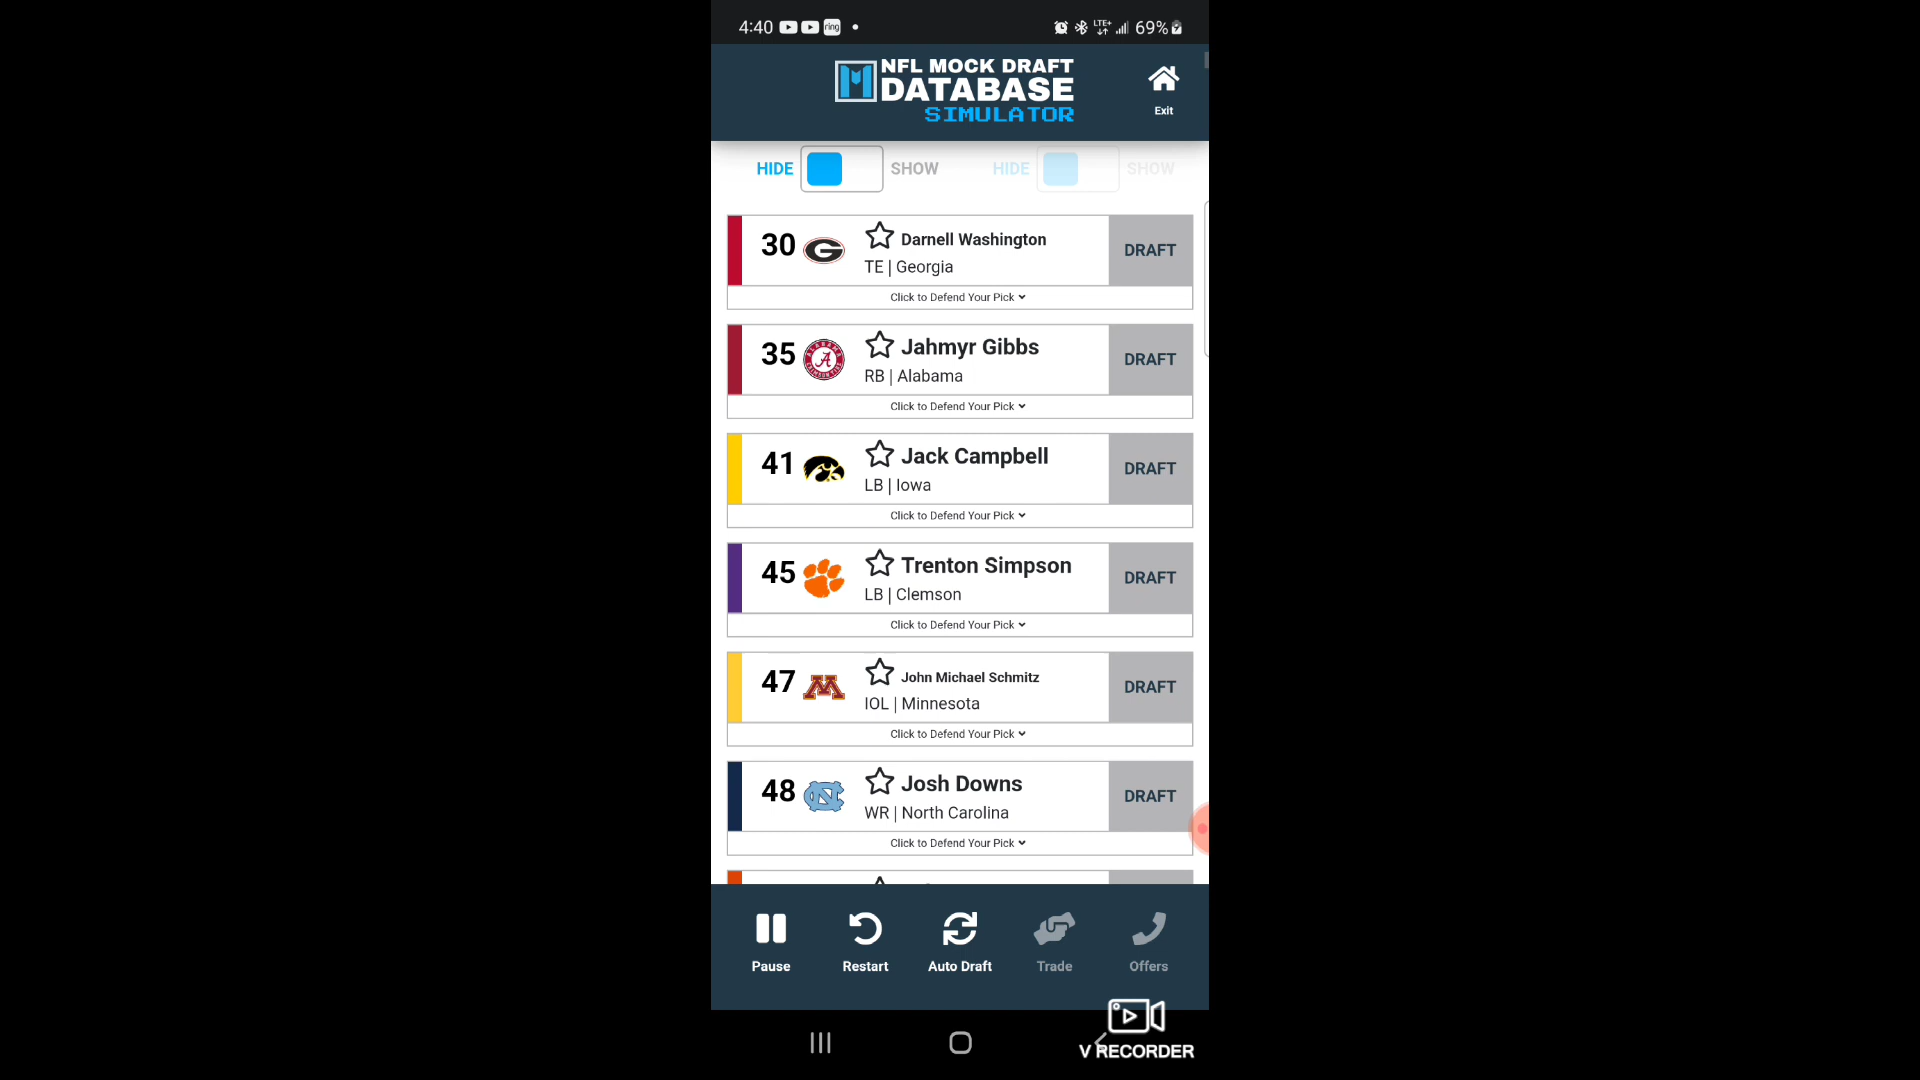 4:40 ring LTE+ 69%
NFL MOCK DRAFT
DATABASE
SIMULATOR
Exit
HIDE SHOW HIDE SHOW
30 G Darnell Washington DRAFT
TE | Georgia
Click to Defend Your Pick
35 A Jahmyr Gibbs DRAFT
RB | Alabama
Click to Defend Your Pick
41 Jack Campbell DRAFT
LB | Iowa
Click to Defend Your Pick
45 Trenton Simpson DRAFT
LB | Clemson
Click to Defend Your Pick
47 M John Michael Schmitz DRAFT
IOL | Minnesota
Click to Defend Your Pick
48 NC Josh Downs DRAFT
WR | North Carolina
Click to Defend Your Pick
Pause Restart Auto Draft Trade Offers
V RECORDER